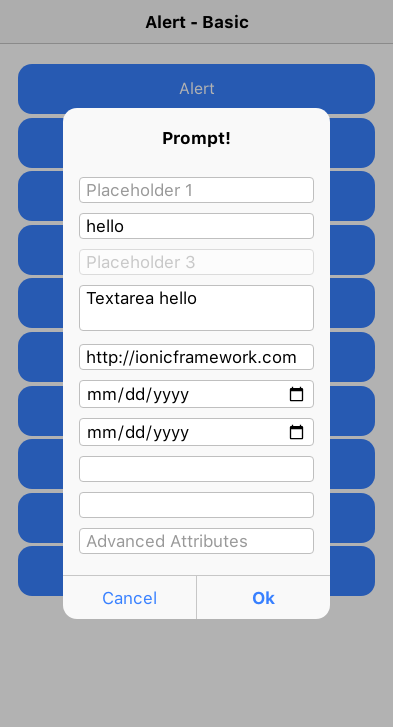 Alert - Basic
Alert
Prompt!
Placeholder 1
hello
Placeholder 3
Textarea hello
http://ionicframework.com
mm/dd/yyyy
mm/dd/yyyy
Advanced Attributes
Cancel
Ok